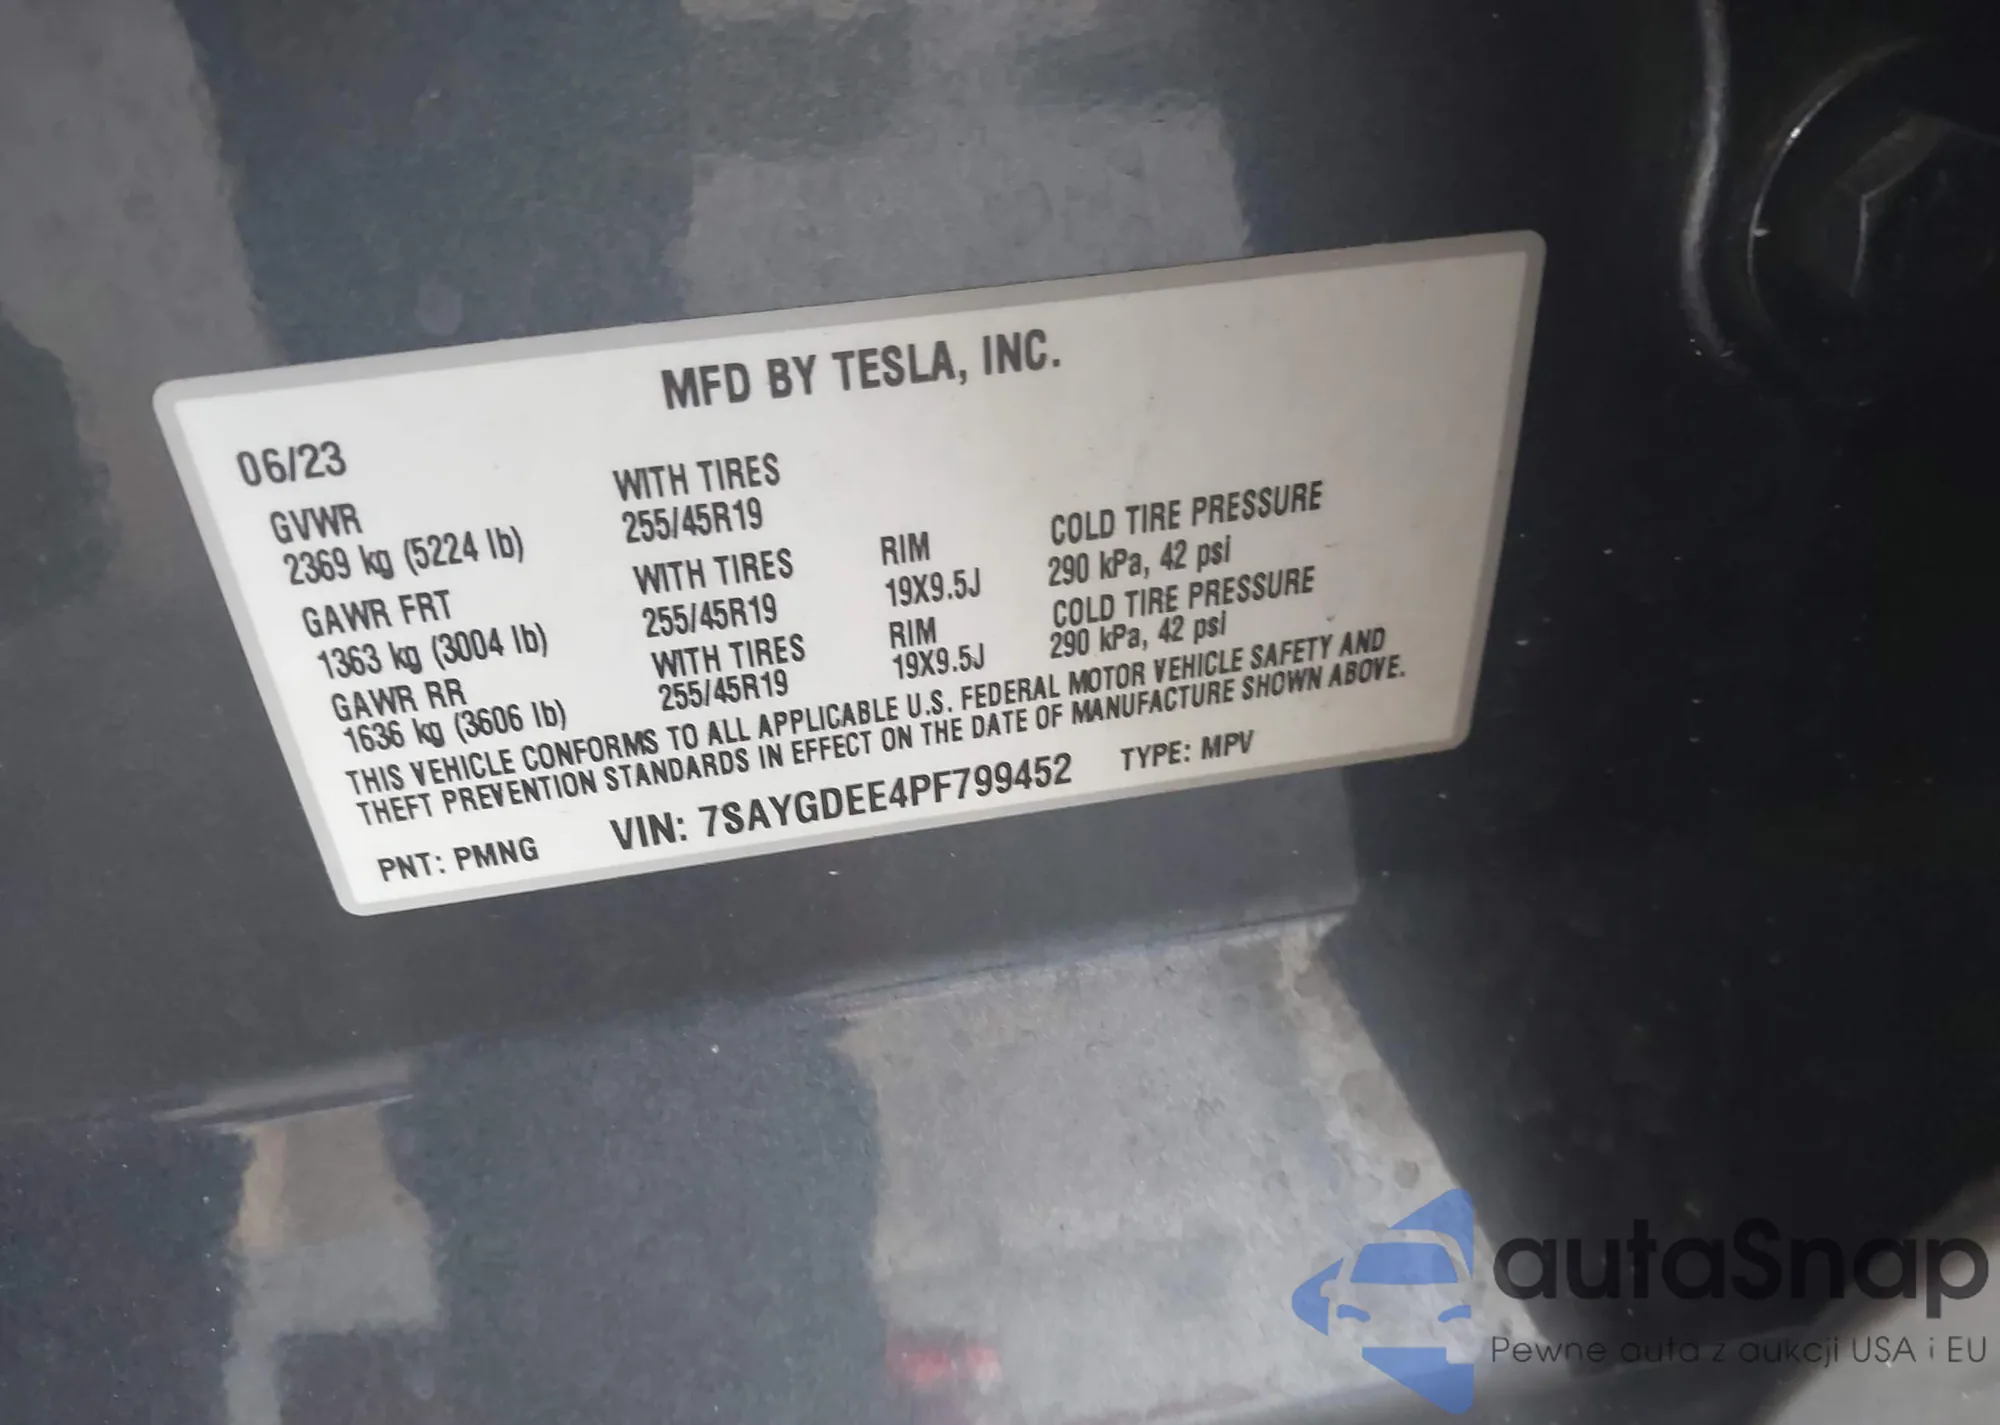 MFD BY TESLA, INC.
06/23
GVWR
2369 kg (5224 lb)
WITH TIRES
255/45R19
GAWR FRT
1363 kg (3004 lb)
WITH TIRES
255/45R19
RIM
19X9.5J
COLD TIRE PRESSURE
290 kPa, 42 psi
GAWR RR
1636 kg (3606 lb)
WITH TIRES
255/45R19
RIM
19X9.5J
COLD TIRE PRESSURE
290 kPa, 42 psi
THIS VEHICLE CONFORMS TO ALL APPLICABLE U.S. FEDERAL MOTOR VEHICLE SAFETY AND
THEFT PREVENTION STANDARDS IN EFFECT ON THE DATE OF MANUFACTURE SHOWN ABOVE.
PNT: PMNG VIN: 7SAYGDEE4PF799452 TYPE: MPV
autaSnap
Pewne auta z aukcji USA i EU